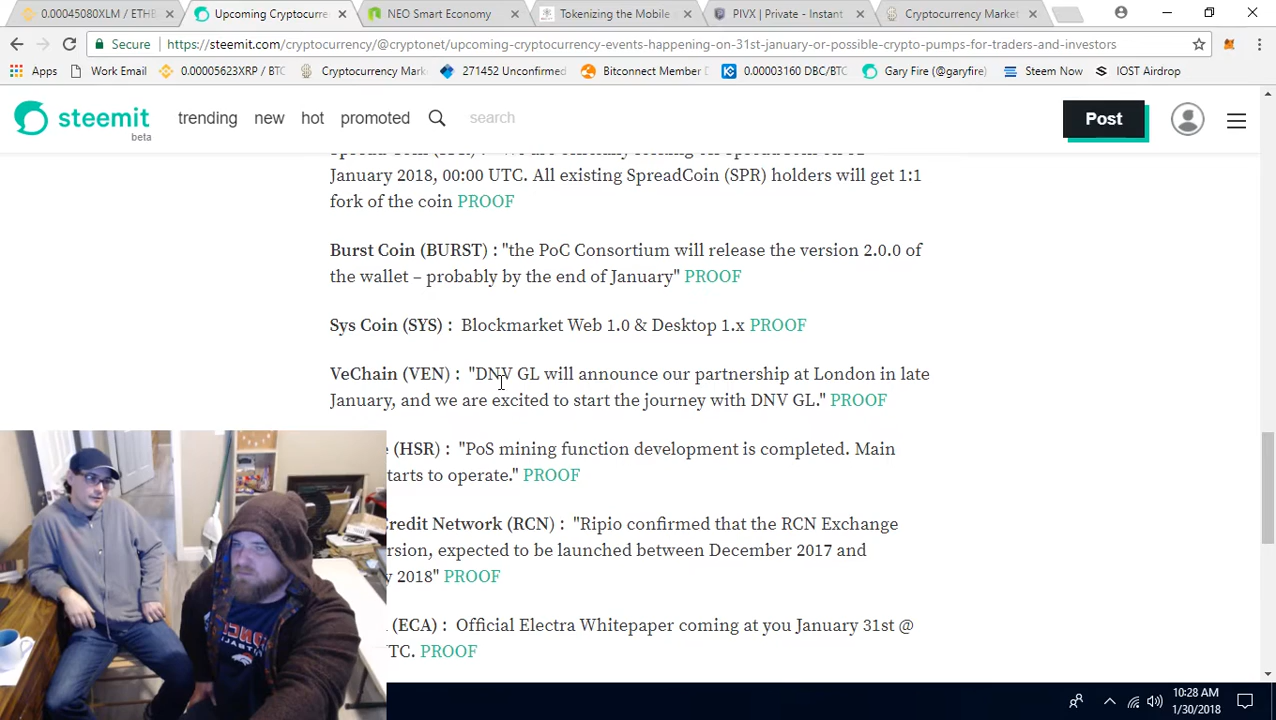 0.00045080XLM / ETHE
Upcoming Cryptocurre
NEO Smart Economy
Tokenizing the Mobile
PIVX | Private - Instant
Cryptocurrency Market
Secure
https://steemit.com/cryptocurrency/@cryptonet/upcoming-cryptocurrency-events-happening-on-31st-january-or-possible-crypto-pumps-for-traders-and-investors
Apps
Work Email
0.00005623XRP / BTC
Cryptocurrency Mark
271452 Unconfirmed
Bitconnect Member D
0.00003160 DBC/BTC
Gary Fire (@garyfire)
Steem Now
IOST Airdrop
steemit
beta
trending
new
hot
promoted
search
Post
January 2018, 00:00 UTC. All existing SpreadCoin (SPR) holders will get 1:1
fork of the coin PROOF
Burst Coin (BURST) : "the PoC Consortium will release the version 2.0.0 of
the wallet – probably by the end of January" PROOF
Sys Coin (SYS) : Blockmarket Web 1.0 & Desktop 1.x PROOF
VeChain (VEN) : "DNV GL will announce our partnership at London in late
January, and we are excited to start the journey with DNV GL." PROOF
(HSR) : "PoS mining function development is completed. Main
tarts to operate." PROOF
redit Network (RCN) : "Ripio confirmed that the RCN Exchange
rsion, expected to be launched between December 2017 and
2018" PROOF
(ECA) : Official Electra Whitepaper coming at you January 31st @
TC. PROOF
10:28 AM
1/30/2018